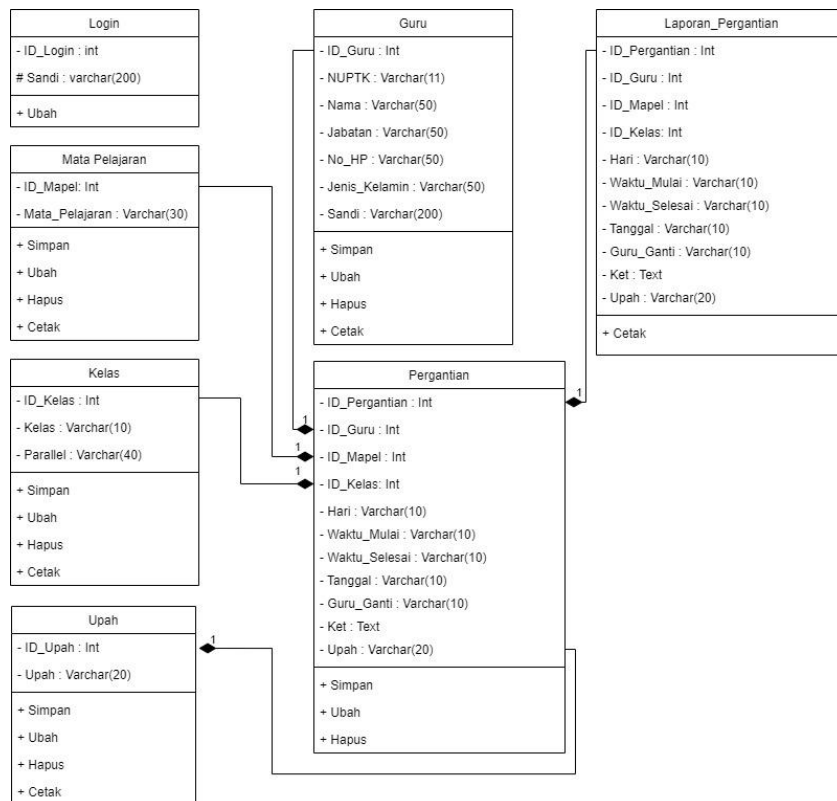 Login
- ID_Login : int
# Sandi : varchar(200)
+ Ubah
Mata Pelajaran
- ID_Mapel: Int
- Mata_Pelajaran : Varchar(30)
+ Simpan
+ Ubah
+ Hapus
+ Cetak
Kelas
- ID_Kelas : Int
- Kelas : Varchar(10)
- Parallel : Varchar(40)
+ Simpan
+ Ubah
+ Hapus
+ Cetak
Upah
- ID_Upah : Int
- Upah : Varchar(20)
+ Simpan
+ Ubah
+ Hapus
+ Cetak
1
Guru
- ID_Guru : Int
- NUPTK : Varchar(11)
- Nama : Varchar(50)
- Jabatan : Varchar(50)
- No_HP : Varchar(50)
- Jenis_Kelamin : Varchar(50)
- Sandi : Varchar(200)
+ Simpan
+ Ubah
+ Hapus
+ Cetak
1
1
1
Pergantian
- ID_Pergantian : Int
- ID_Guru : Int
- ID_Mapel : Int
- ID_Kelas: Int
- Hari : Varchar(10)
- Waktu_Mulai : Varchar(10)
- Waktu_Selesai : Varchar(10)
- Tanggal : Varchar(10)
- Guru_Ganti : Varchar(10)
- Ket : Text
- Upah : Varchar(20)
+ Simpan
+ Ubah
+ Hapus
1
Laporan_Pergantian
- ID_Pergantian : Int
- ID_Guru : Int
- ID_Mapel : Int
- ID_Kelas: Int
- Hari : Varchar(10)
- Waktu_Mulai : Varchar(10)
- Waktu_Selesai : Varchar(10)
- Tanggal : Varchar(10)
- Guru_Ganti : Varchar(10)
- Ket : Text
- Upah : Varchar(20)
+ Cetak